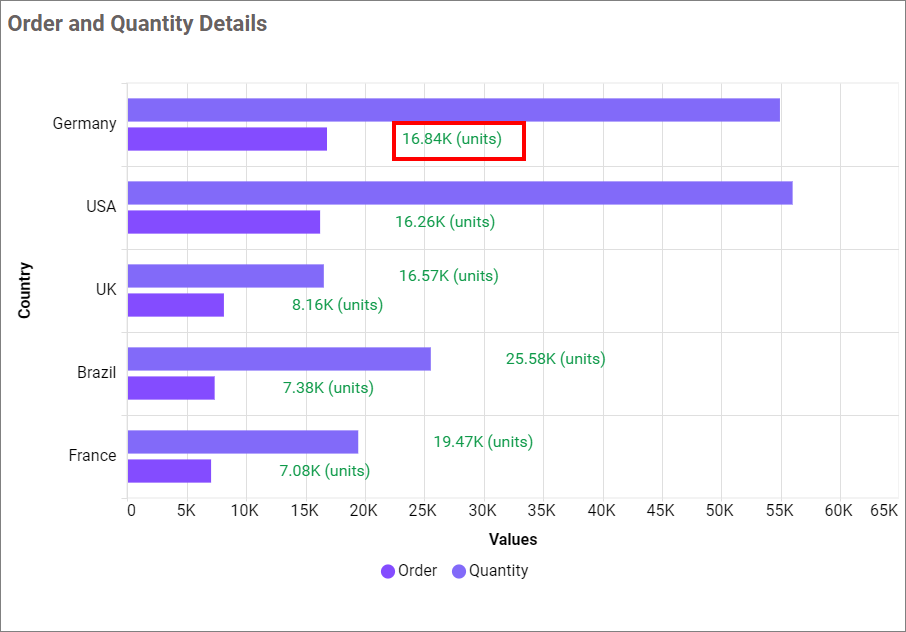 Order and Quantity Details
Germany
16.84K (units)
USA
16.26K (units)
16.57K (units)
UK
8.16K (units)
25.58K (units)
Brazil
7.38K (units)
19.47K (units)
France
7.08K (units)
Country
0 5K 10K 15K 20K 25K 30K 35K 40K 45K 50K 55K 60K 65K
Values
Order Quantity